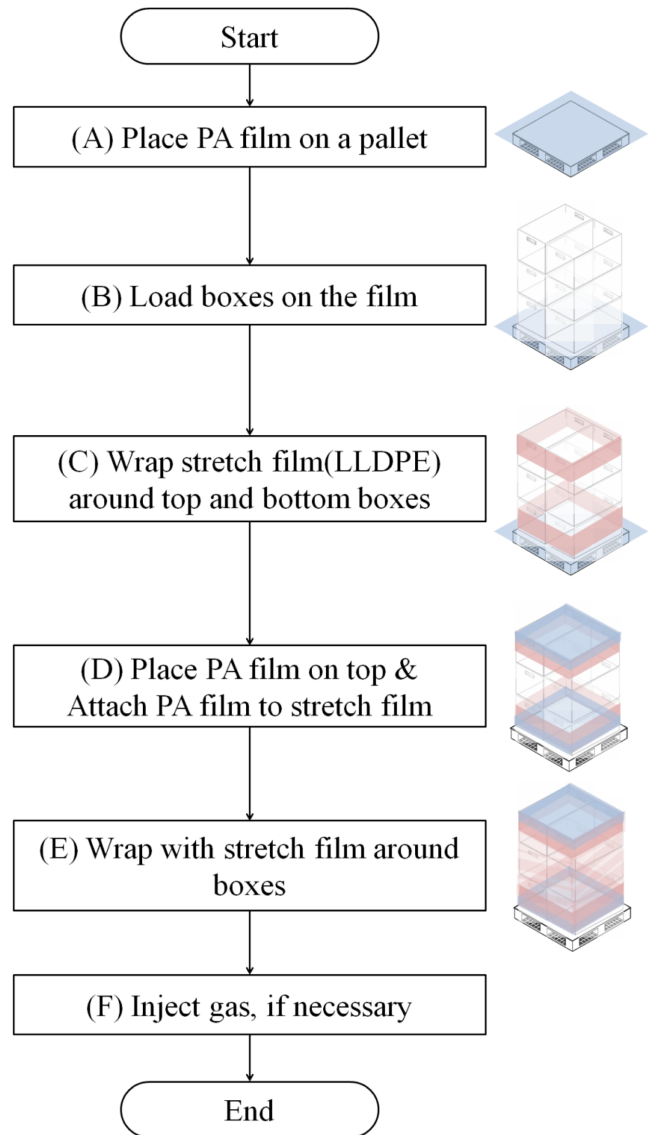 Start
(A) Place PA film on a pallet
(B) Load boxes on the film
(C) Wrap stretch film(LLDPE)
around top and bottom boxes
(D) Place PA film on top &
Attach PA film to stretch film
(E) Wrap with stretch film around
boxes
(F) Inject gas, if necessary
End